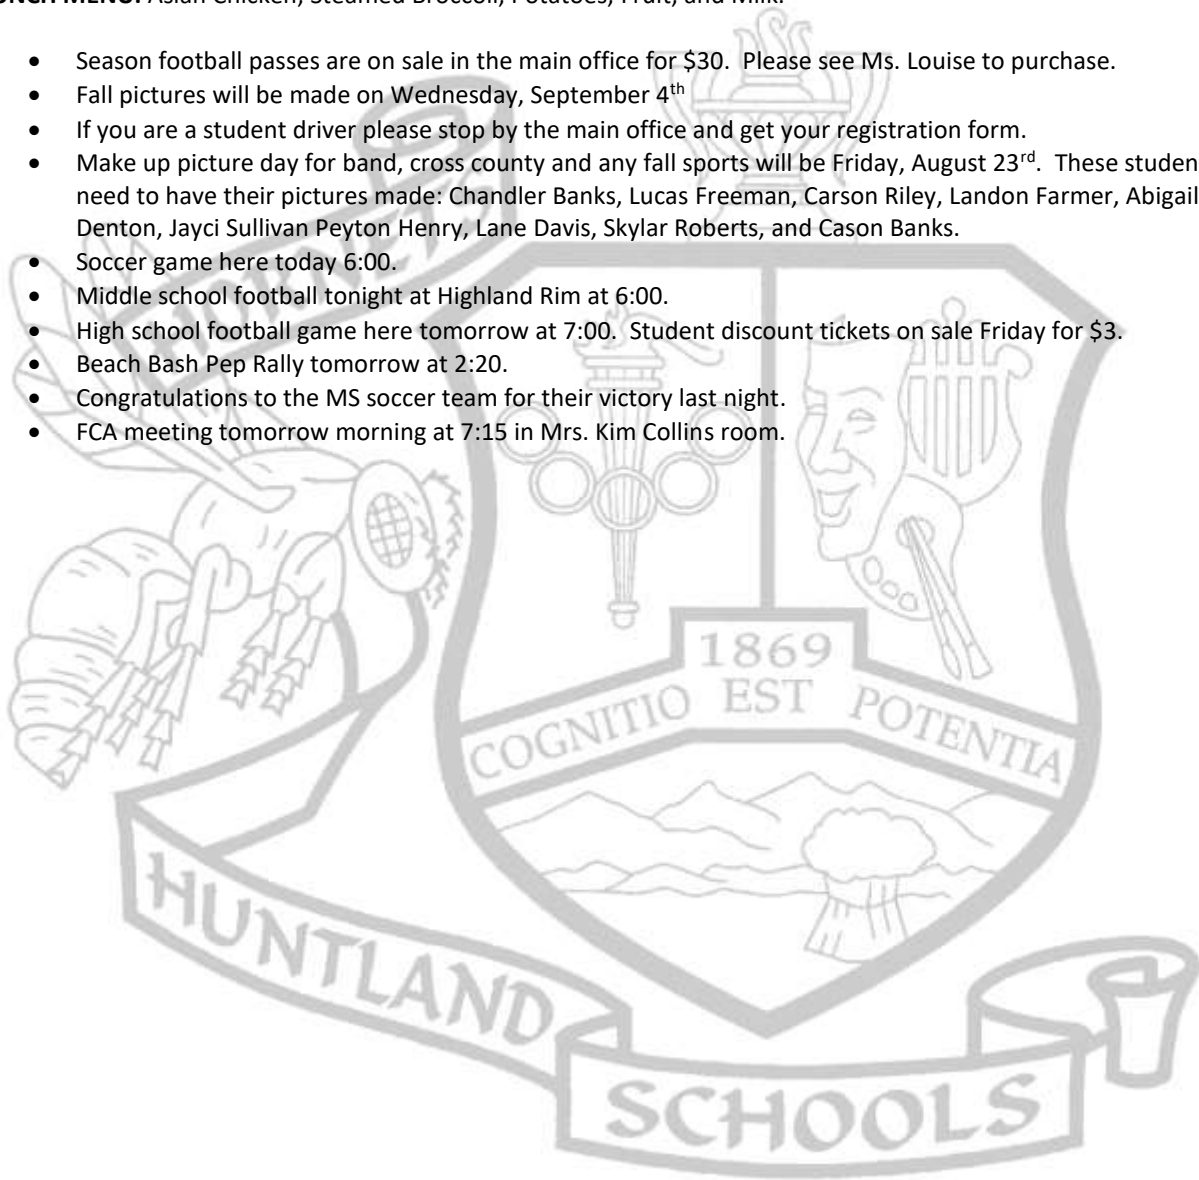 MENU: Asian Chicken, Steamed Broccoli, Potatoes, Fruit, and Milk.
• Season football passes are on sale in the main office for $30. Please see Ms. Louise to purchase.
• Fall pictures will be made on Wednesday, September 4th
• If you are a student driver please stop by the main office and get your registration form.
• Make up picture day for band, cross county and any fall sports will be Friday, August 23rd. These studen
need to have their pictures made: Chandler Banks, Lucas Freeman, Carson Riley, Landon Farmer, Abigail
Denton, Jayci Sullivan Peyton Henry, Lane Davis, Skylar Roberts, and Cason Banks.
• Soccer game here today 6:00.
• Middle school football tonight at Highland Rim at 6:00.
• High school football game here tomorrow at 7:00. Student discount tickets on sale Friday for $3.
• Beach Bash Pep Rally tomorrow at 2:20.
• Congratulations to the MS soccer team for their victory last night.
• FCA meeting tomorrow morning at 7:15 in Mrs. Kim Collins room.
HORNETS
1869
COGNITIO EST POTENTIA
HUNTLAND
SCHOOLS